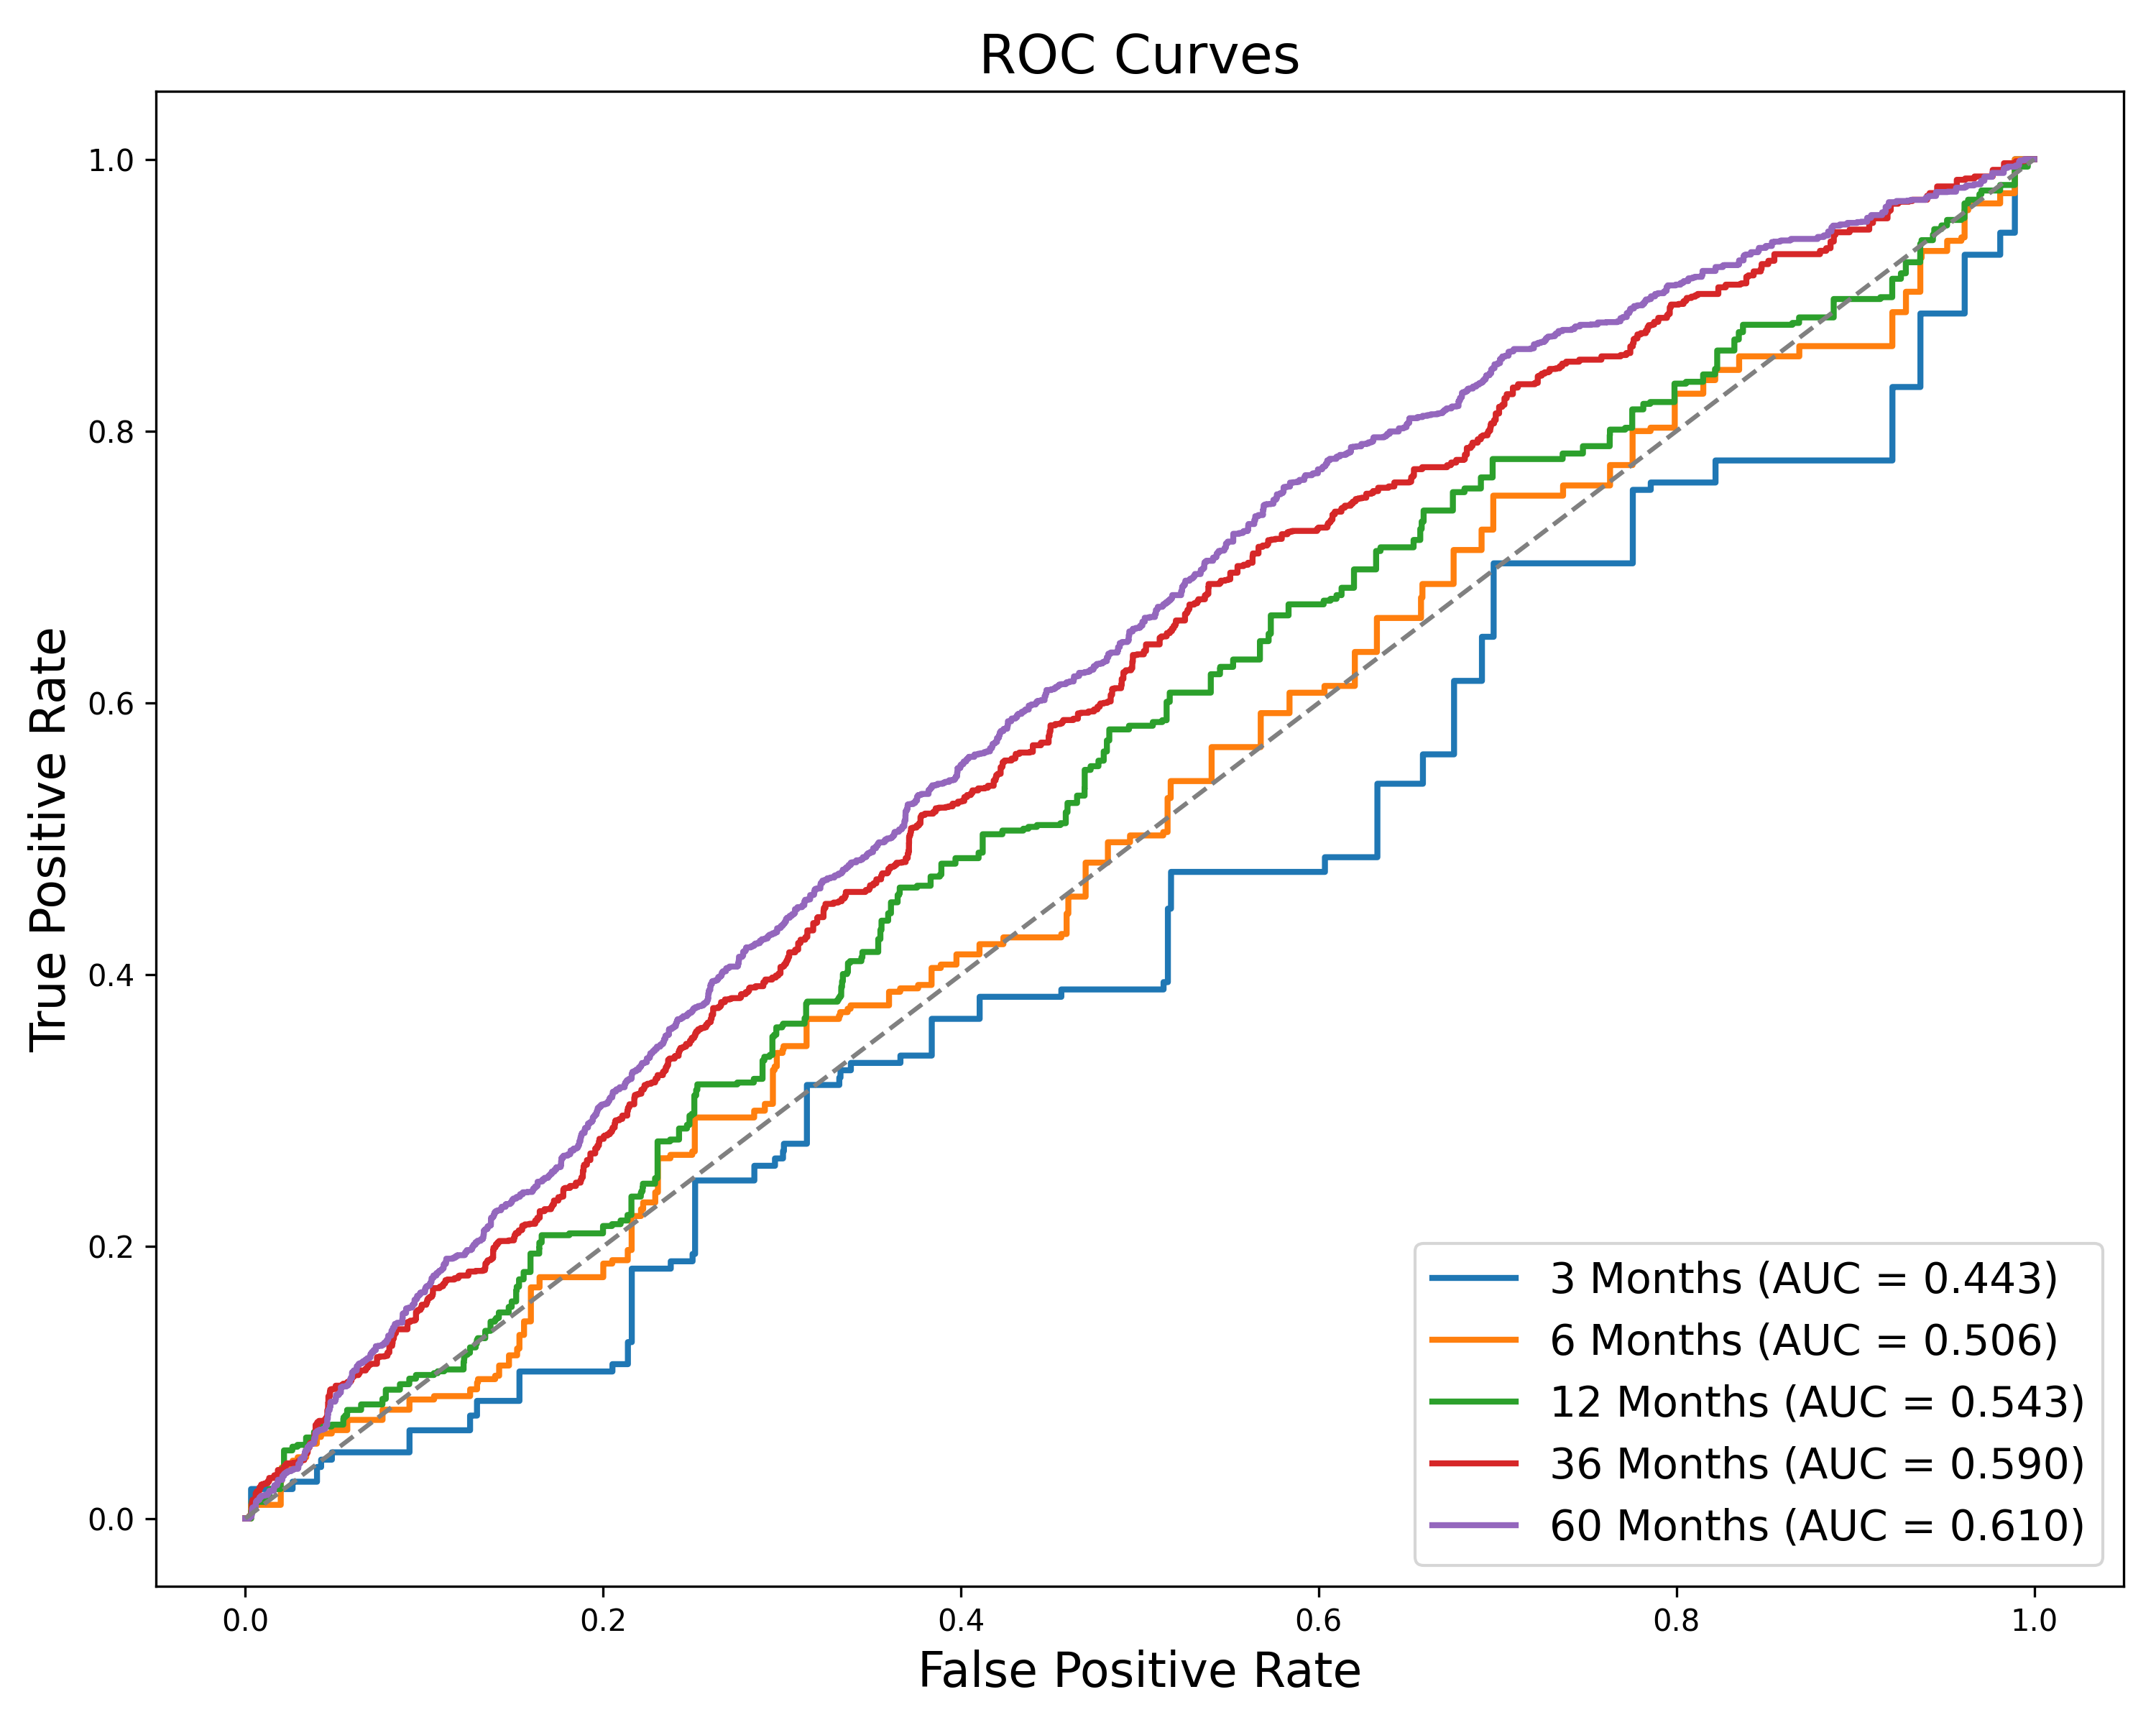 ROC Curves
True Positive Rate
1.0
0.8
0.6
0.4
0.2
0.0
3 Months (AUC = 0.443)
6 Months (AUC = 0.506)
12 Months (AUC = 0.543)
36 Months (AUC = 0.590)
60 Months (AUC = 0.610)
0.0 0.2 0.4 0.6 0.8 1.0
False Positive Rate